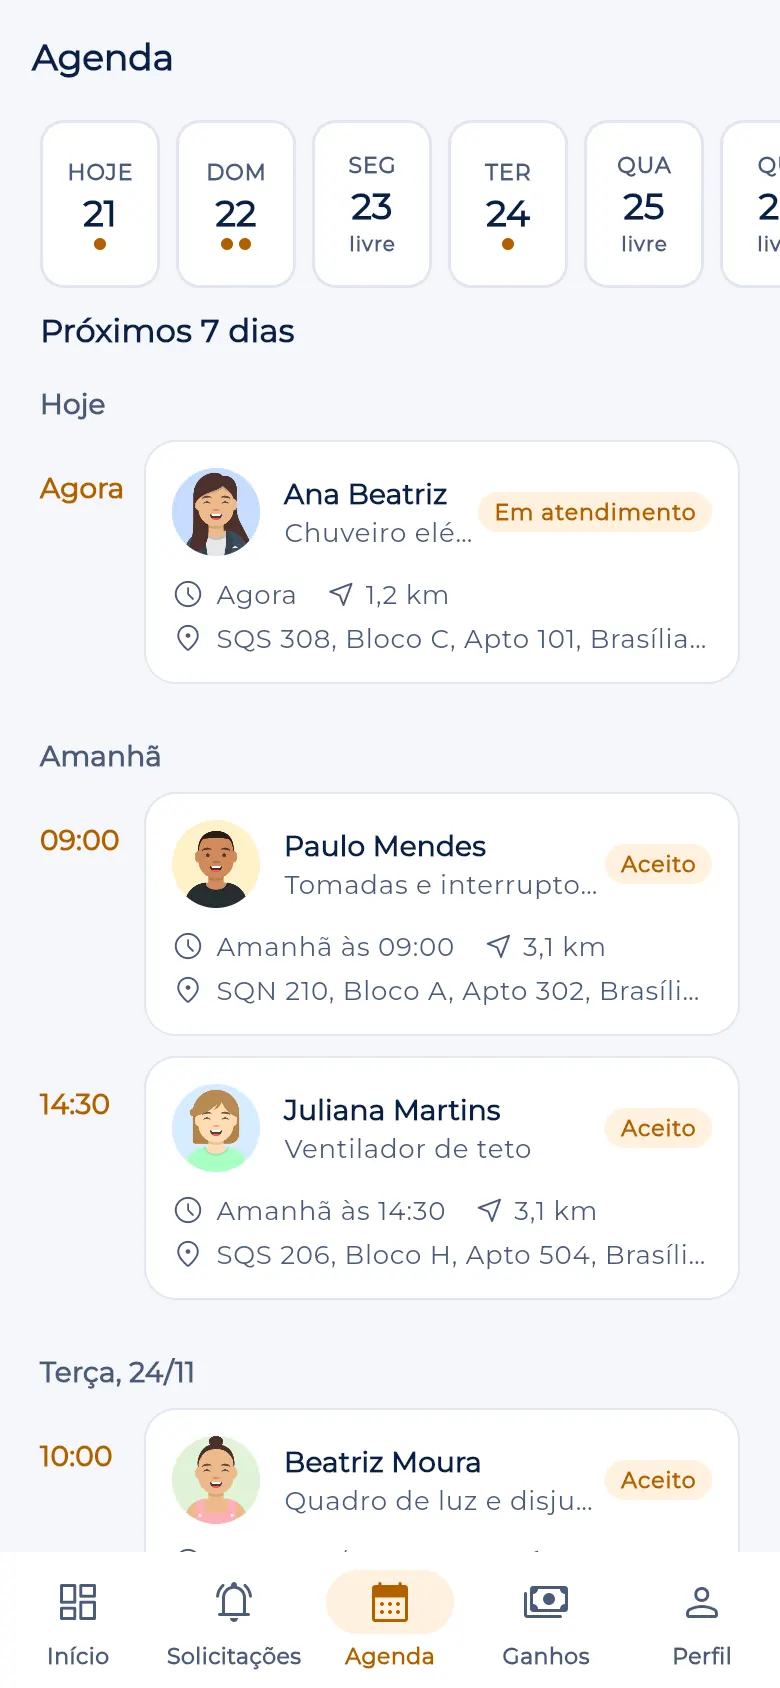 Agenda
HOJE DOM SEG TER QUA
21 22 23 24 25
livre livre
Próximos 7 dias
Hoje
Agora
Ana Beatriz
Chuveiro elé...
Em atendimento
Agora 1,2 km
SQS 308, Bloco C, Apto 101, Brasília...
Amanhã
09:00
Paulo Mendes
Tomadas e interrupto...
Aceito
Amanhã às 09:00 3,1 km
SQN 210, Bloco A, Apto 302, Brasíli...
14:30
Juliana Martins
Ventilador de teto
Aceito
Amanhã às 14:30 3,1 km
SQS 206, Bloco H, Apto 504, Brasíli...
Terça, 24/11
10:00
Beatriz Moura
Quadro de luz e disju...
Aceito
Início Solicitações Agenda Ganhos Perfil